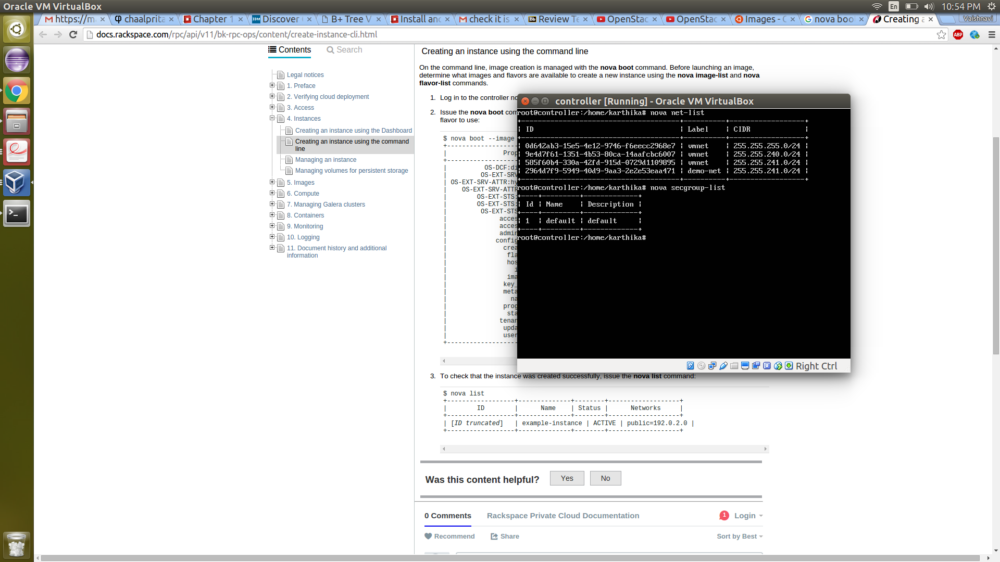 Oracle VM VirtualBox
En
10:54 PM
https://m
chaalprita
Chapter 1
IBM Discover
B+ Tree V
Install an
check it is
Bb Review Te
OpenStac
OpenStac
Images - 
nova boo
Creating a
Vaishnavi
docs.rackspace.com/rpc/api/v11/bk-rpc-ops/content/create-instance-cli.html
ABP
Contents
Search
Legal notices
1. Preface
2. Verifying cloud deployment
3. Access
4. Instances
Creating an instance using the Dashboard
Creating an instance using the command
line
Managing an instance
Managing volumes for persistent storage
5. Images
6. Compute
7. Managing Galera clusters
8. Containers
9. Monitoring
10. Logging
11. Document history and additional
information
Creating an instance using the command line
On the command line, image creation is managed with the nova boot command. Before launching an image,
determine what images and flavors are available to create a new instance using the nova image-list and nova
flavor-list commands.
1. Log in to the controller no
2. Issue the nova boot com
flavor to use:
$ nova boot --image
+-------------------
| Prop
+-------------------
| OS-DCF:di
| OS-EXT-SRV
| OS-EXT-SRV-ATTR:hy
| OS-EXT-SRV-ATTR
| OS-EXT-STS:
| OS-EXT-STS:
| OS-EXT-STS
| acces
| acces
| admin
| config
| crea
| fla
| hos
| i
| ima
| key_
| meta
| na
| prog
| sta
| tenan
| upda
| user
+-------------------
controller [Running] - Oracle VM VirtualBox
root@controller:/home/karthika# nova net-list
+--------------------------------------+----------+------------------+
| ID | Label | CIDR |
+--------------------------------------+----------+------------------+
| 0d642ab3-15e5-4e12-9746-f6eecc2968e7 | vmnet | 255.255.255.0/24 |
| 9e4d7f61-1351-4b53-80ca-14aafcbc6007 | vmnet | 255.255.240.0/24 |
| 585f60b4-330a-42fd-915d-0729d1109895 | vmnet | 255.255.241.0/24 |
| 2964d7f9-5949-40d9-9aa3-2e2e53eaa471 | demo-net | 255.255.241.0/24 |
+--------------------------------------+----------+------------------+
root@controller:/home/karthika# nova secgroup-list
+----+---------+-------------+
| Id | Name | Description |
+----+---------+-------------+
| 1 | default | default |
+----+---------+-------------+
root@controller:/home/karthika#
Right Ctrl
3. To check that the instance was created successfully, issue the nova list command:
$ nova list
+------------------+--------------+--------+-------------------+
| ID | Name | Status | Networks |
+------------------+--------------+--------+-------------------+
| [ID truncated] | example-instance | ACTIVE | public=192.0.2.0 |
+------------------+--------------+--------+-------------------+
Was this content helpful? Yes No
0 Comments
Rackspace Private Cloud Documentation
1
Login
Recommend
Share
Sort by Best